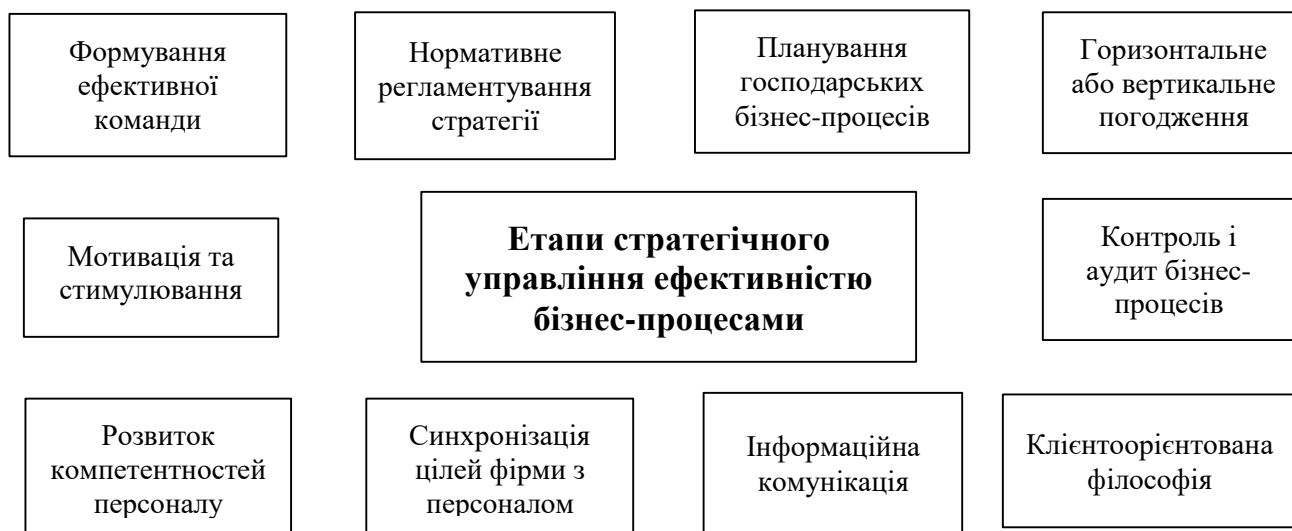 Формування
ефективної
команди
Нормативне
регламентування
стратегії
Планування
господарських
бізнес-процесів
Горизонтальне
або вертикальне
погодження
Мотивація та
стимулювання
Етапи стратегічного
управління ефективністю
бізнес-процесами
Контроль і
аудит бізнес-
процесів
Розвиток
компетентностей
персоналу
Синхронізація
цілей фірми з
персоналом
Інформаційна
комунікація
Клієнтоорієнтована
філософія